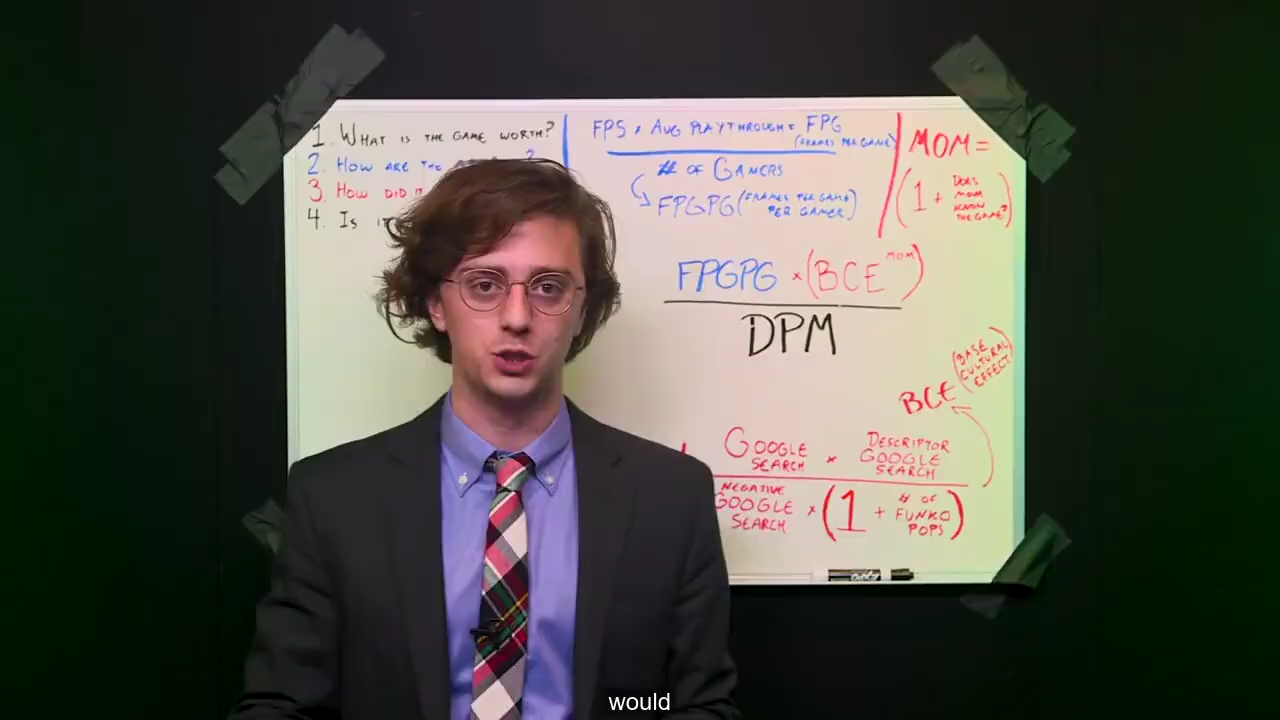 1. WHAT IS THE GAME WORTH?
2. HOW ARE THE ?
3. HOW DID
4. IS
FPS × AVG PLAYTHROUGH = FPG
(FRAMES PER GAME)
# OF GAMERS
FPGPG (FRAMES PER GAME
PER GAMER)
MOM =
(1 + DOES
MOM
KNOW
THE GAME?)
FPGPG × (BCE^MOM)
DPM
BCE (BASE
CULTURAL
EFFECT)
GOOGLE
SEARCH × DESCRIPTOR
GOOGLE
SEARCH
NEGATIVE
GOOGLE
SEARCH × (1 + # OF
FUNKO
POPS)
would